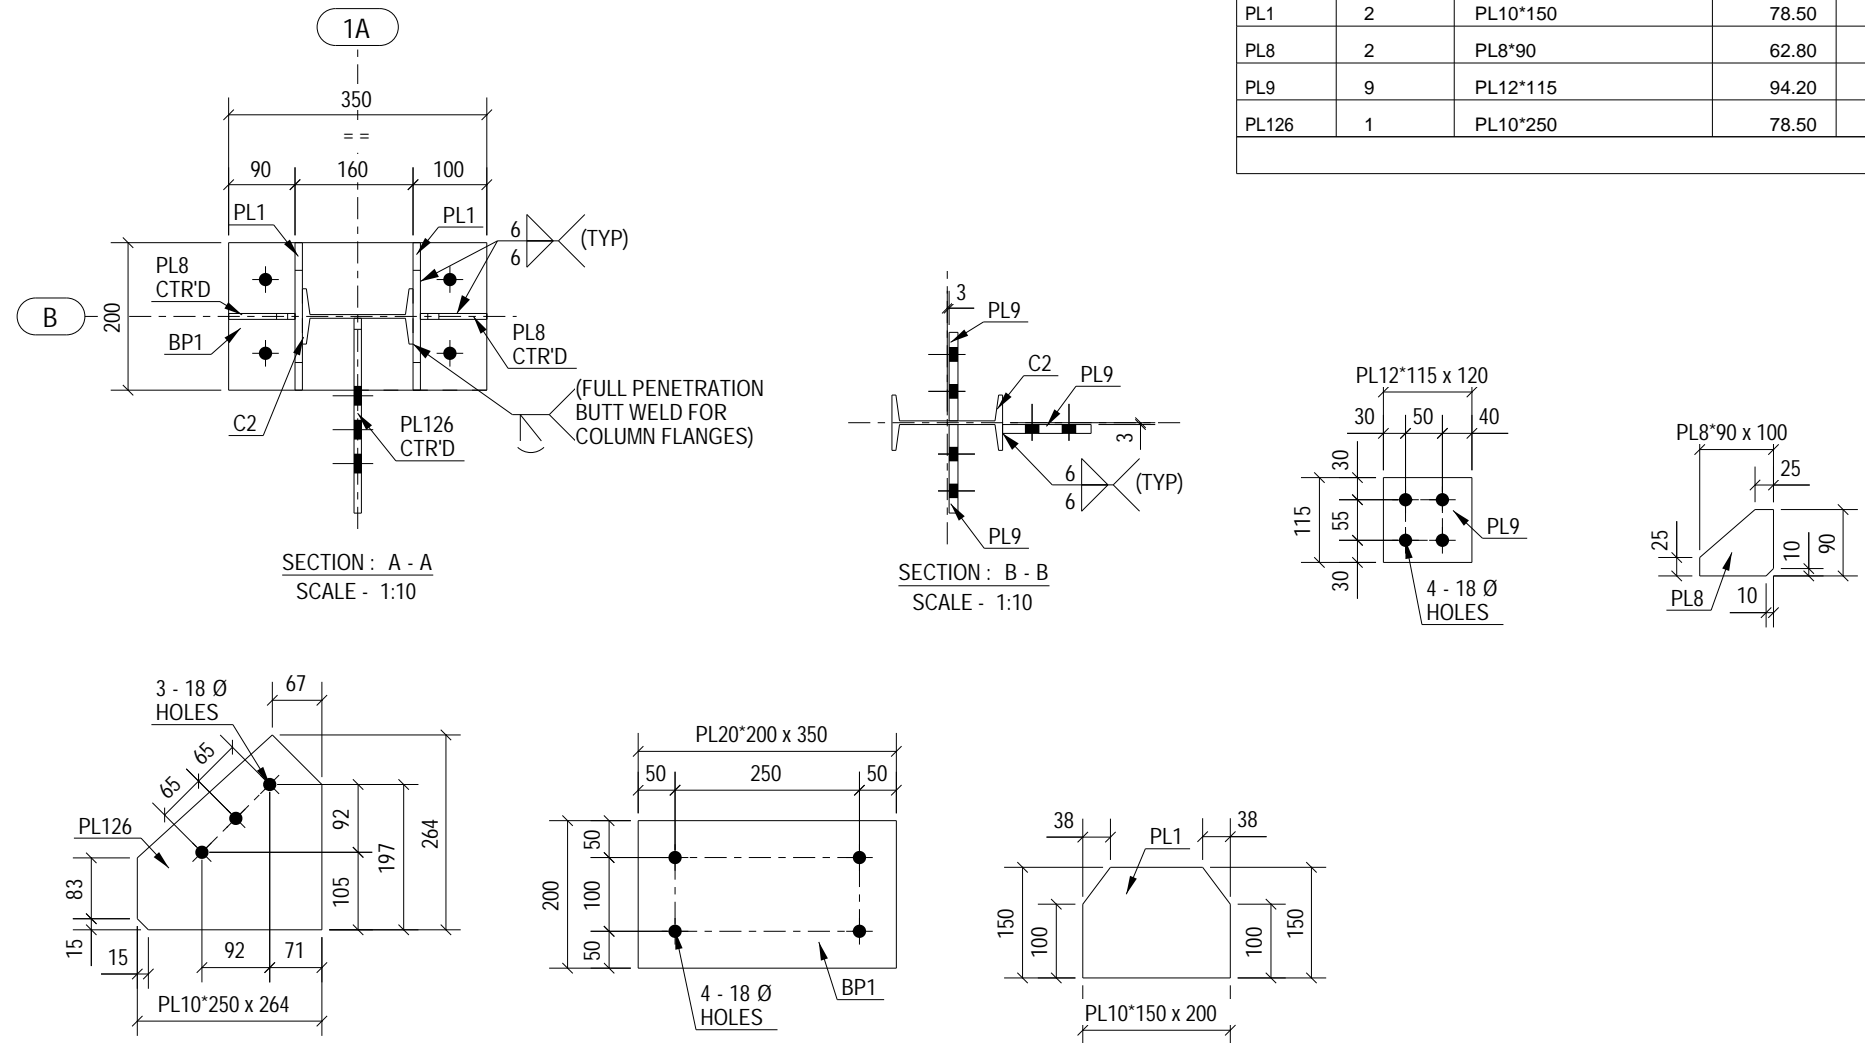 PL1 2 PL10*150 78.50
PL8 2 PL8*90 62.80
PL9 9 PL12*115 94.20
PL126 1 PL10*250 78.50
1A
350
= =
90 160 100
PL1 PL1
6
6
(TYP)
PL8
CTR'D
200
B
BP1
PL8
CTR'D
C2
PL126
CTR'D
(FULL PENETRATION
BUTT WELD FOR
COLUMN FLANGES)
SECTION : A - A
SCALE - 1:10
3
PL9
C2
PL9
3
6
6
(TYP)
PL9
SECTION : B - B
SCALE - 1:10
PL12*115 x 120
30 50 40
30
115
55
30
PL9
4 - 18 Ø
HOLES
PL8*90 x 100
25
25
10
90
PL8
10
3 - 18 Ø
HOLES
67
65
65
PL126
92
197
264
83
105
15
15
92 71
PL10*250 x 264
PL20*200 x 350
50 250 50
50
200
100
50
4 - 18 Ø
HOLES
BP1
38 38
PL1
150
100
100
150
PL10*150 x 200